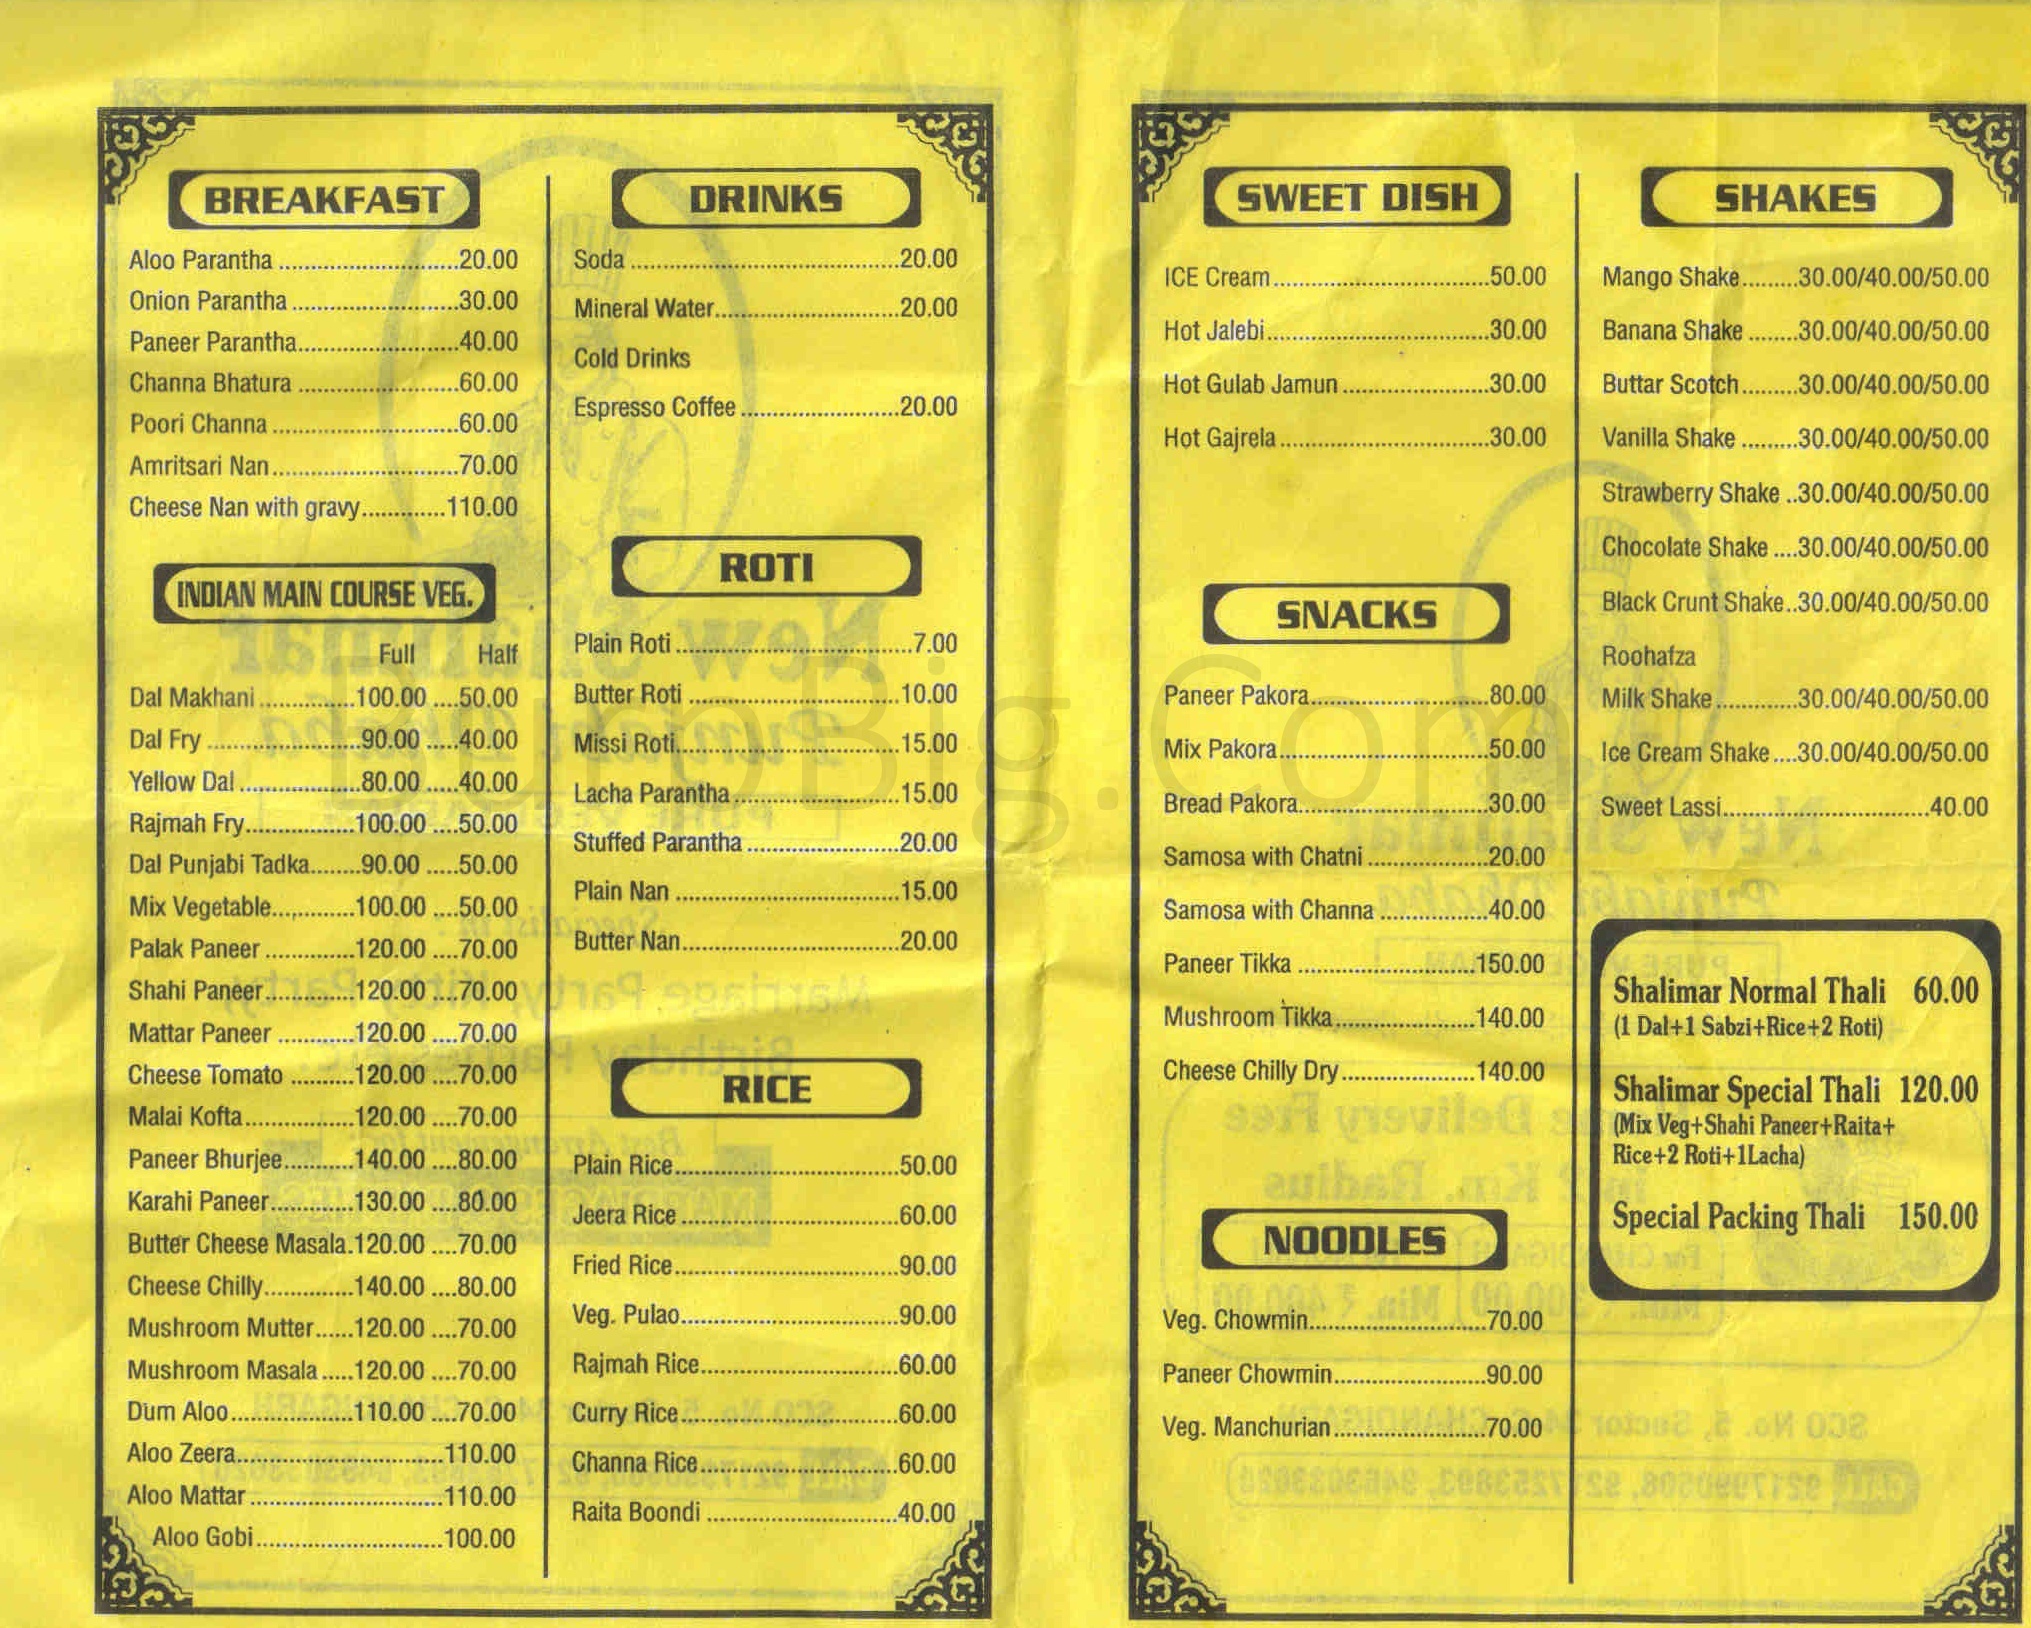 BREAKFAST
Aloo Parantha ............................20.00
Onion Parantha ..........................30.00
Paneer Parantha.........................40.00
Channa Bhatura .........................60.00
Poori Channa .............................60.00
Amritsari Nan.............................70.00
Cheese Nan with gravy.............110.00
INDIAN MAIN COURSE VEG.
Full Half
Dal Makhani ...............100.00 ....50.00
Dal Fry ........................90.00 .....40.00
Yellow Dal ...................80.00 .....40.00
Rajmah Fry.................100.00 ....50.00
Dal Punjabi Tadka........90.00 .....50.00
Mix Vegetable.............100.00 ....50.00
Palak Paneer ..............120.00 ....70.00
Shahi Paneer..............120.00 ....70.00
Mattar Paneer ............120.00 ....70.00
Cheese Tomato ..........120.00 ....70.00
Malai Kofta.................120.00 ....70.00
Paneer Bhurjee...........140.00 ....80.00
Karahi Paneer.............130.00 ....80.00
Butter Cheese Masala.120.00 ....70.00
Cheese Chilly..............140.00 ....80.00
Mushroom Mutter......120.00 ....70.00
Mushroom Masala .....120.00 ....70.00
Dum Aloo...................110.00 ....70.00
Aloo Zeera................................110.00
Aloo Mattar ..............................110.00
Aloo Gobi.............................100.00
DRINKS
Soda ..........................................20.00
Mineral Water.............................20.00
Cold Drinks
Espresso Coffee .........................20.00
ROTI
Plain Roti .....................................7.00
Butter Roti .................................10.00
Missi Roti...................................15.00
Lacha Parantha ..........................15.00
Stuffed Parantha ........................20.00
Plain Nan ....................................15.00
Butter Nan..................................20.00
RICE
Plain Rice...................................50.00
Jeera Rice ..................................60.00
Fried Rice...................................90.00
Veg. Pulao..................................90.00
Rajmah Rice...............................60.00
Curry Rice..................................60.00
Channa Rice...............................60.00
Raita Boondi ..............................40.00
SWEET DISH
ICE Cream..................................50.00
Hot Jalebi...................................30.00
Hot Gulab Jamun .......................30.00
Hot Gajrela .................................30.00
SNACKS
Paneer Pakora............................80.00
Mix Pakora.................................50.00
Bread Pakora..............................30.00
Samosa with Chatni ...................20.00
Samosa with Channa .................40.00
Paneer Tikka ............................150.00
Mushroom Tikka......................140.00
Cheese Chilly Dry.....................140.00
NOODLES
Veg. Chowmin............................70.00
Paneer Chowmin........................90.00
Veg. Manchurian........................70.00
SHAKES
Mango Shake.........30.00/40.00/50.00
Banana Shake ........30.00/40.00/50.00
Buttar Scotch.........30.00/40.00/50.00
Vanilla Shake .........30.00/40.00/50.00
Strawberry Shake ..30.00/40.00/50.00
Chocolate Shake ....30.00/40.00/50.00
Black Crunt Shake..30.00/40.00/50.00
Roohafza
Milk Shake.............30.00/40.00/50.00
Ice Cream Shake....30.00/40.00/50.00
Sweet Lassi................................40.00
Shalimar Normal Thali 60.00
(1 Dal+1 Sabzi+Rice+2 Roti)
Shalimar Special Thali 120.00
(Mix Veg+Shahi Paneer+Raita+
Rice+2 Roti+1Lacha)
Special Packing Thali 150.00
BurpBig.Com